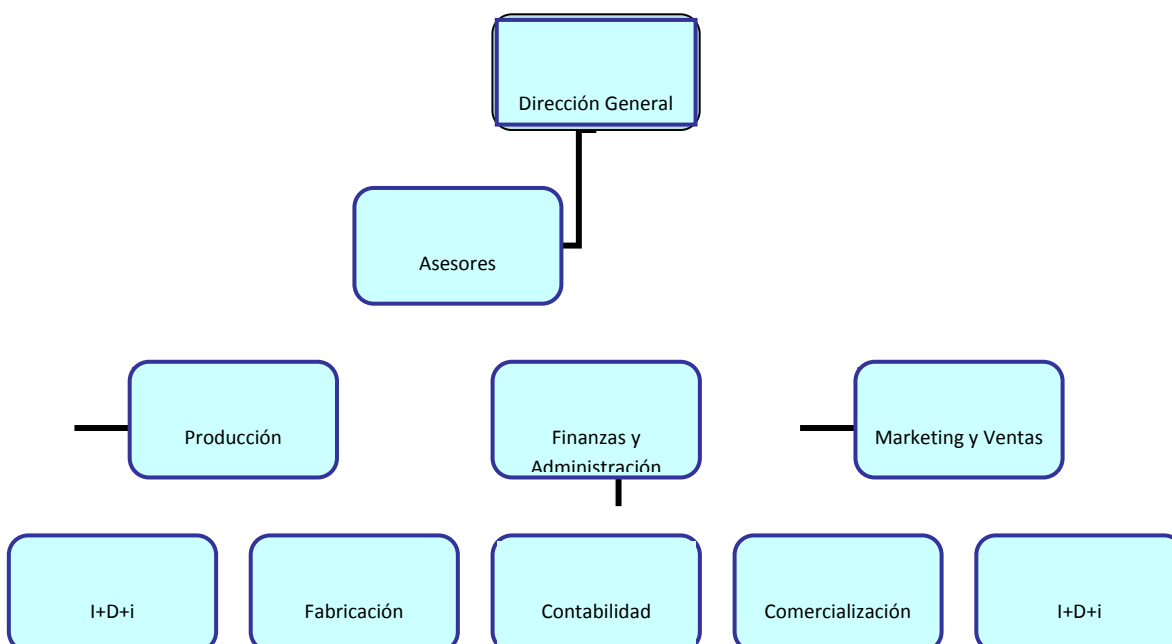 Dirección General
Asesores
Producción
Finanzas y
Administración
Marketing y Ventas
I+D+i
Fabricación
Contabilidad
Comercialización
I+D+i